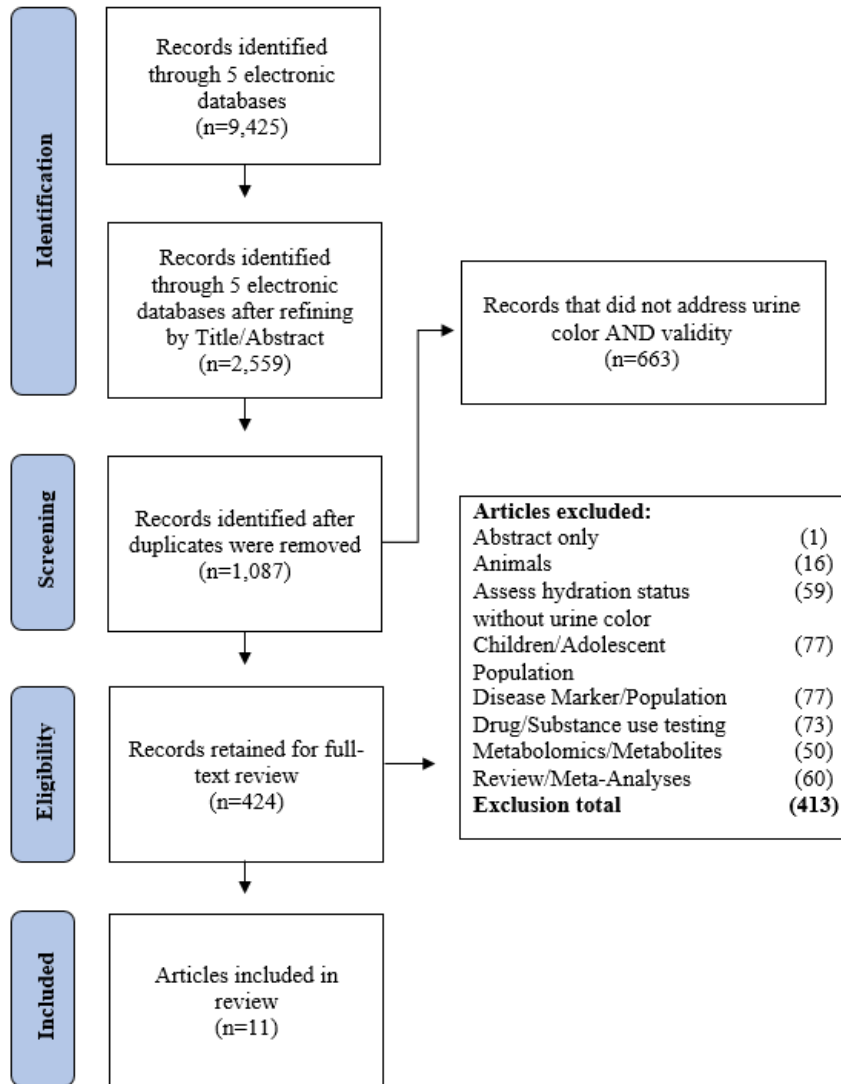 Identification
Records identified
through 5 electronic
databases
(n=9,425)
Records identified
through 5 electronic
databases after refining
by Title/Abstract
(n=2,559)
Records that did not address urine
color AND validity
(n=663)
Screening
Records identified after
duplicates were removed
(n=1,087)
Articles excluded:
Abstract only (1)
Animals (16)
Assess hydration status (59)
without urine color
Children/Adolescent (77)
Population
Disease Marker/Population (77)
Drug/Substance use testing (73)
Metabolomics/Metabolites (50)
Review/Meta-Analyses (60)
Exclusion total (413)
Eligibility
Records retained for full-
text review
(n=424)
Included
Articles included in
review
(n=11)